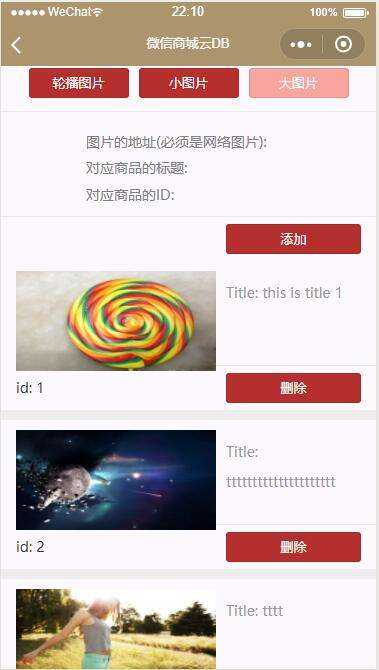 WeChat 22:10 100%
微信商城云DB
轮播图片 小图片 大图片
图片的地址(必须是网络图片):
对应商品的标题:
对应商品的ID:
添加
Title: this is title 1
id: 1 删除
Title:
ttttttttttttttttttttt
id: 2 删除
Title: tttt